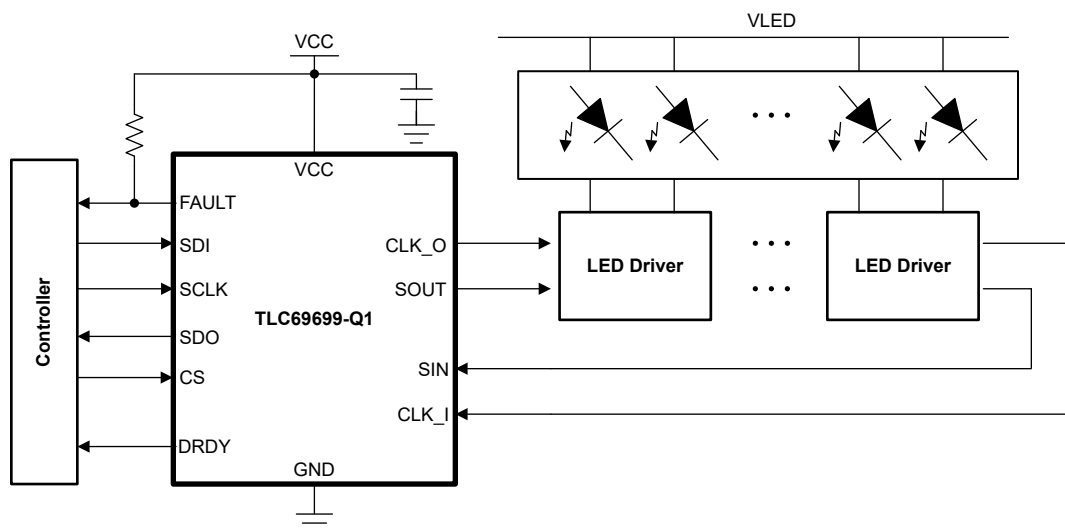 VLED
VCC
VCC
FAULT
SDI
CLK_O
LED Driver
• • •
LED Driver
SCLK
SOUT
Controller
TLC69699-Q1
SDO
SIN
CS
CLK_I
DRDY
GND